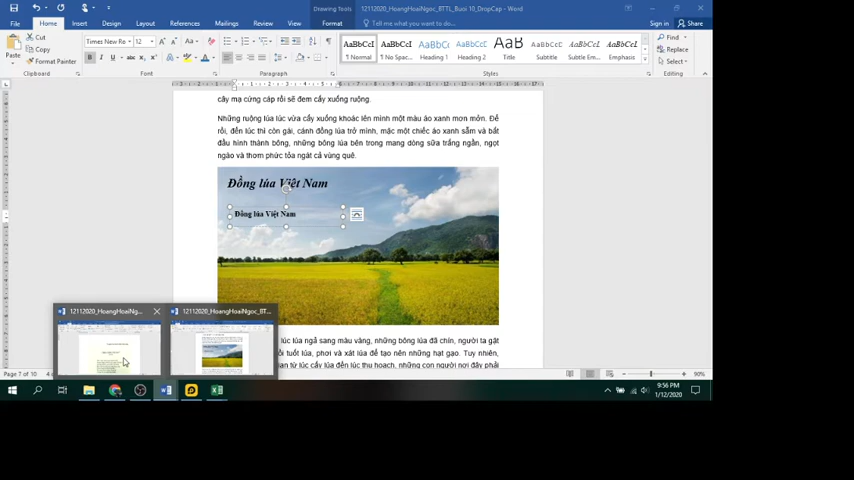 Drawing Tools
12112020_HoangHoaiNgoc_BTTL_Buoi 10_DropCap - Word
File Home Insert Design Layout References Mailings Review View Format Tell me what you want to do... Sign in Share
Paste
Cut
Copy
Format Painter
Times New Ro 12
AaBbCcI AaBbCcI AaBbCcI AaBbCcI AaB AaBbCcD AaBbCcI AaBbCcI
¶ Normal ¶ No Spac... Heading 1 Heading 2 Title Subtitle Subtle Em... Emphasis
Find
Replace
Select
Clipboard Font Paragraph Styles Editing
cây mạ cứng cáp rồi sẽ đem cấy xuống ruộng.
Những ruộng lúa lúc vừa cấy xuống khoác lên mình một màu áo xanh mơn mởn. Để
rồi, đến lúc thì con gái, cánh đồng lúa trở mình, mặc một chiếc áo xanh sẫm và bắt
đầu hình thành bông, những bông lúa bên trong mang dòng sữa trắng ngần, ngọt
ngào và thơm phức tỏa ngát cả vùng quê.
Đồng lúa Việt Nam
Đồng lúa Việt Nam
12112020_HoangHoaiNg...
12112020_HoangHoaiNgoc_BT...
lúc lúa ngả sang màu vàng, những bông lúa đã chín, người ta gặt
tuốt lúa, phơi và xát lúa để tạo nên những hạt gạo. Tuy nhiên,
gian từ lúc cấy lúa đến lúc thu hoạch, những con người nơi đây phải
Page 7 of 10
90%
9:56 PM
1/12/2020